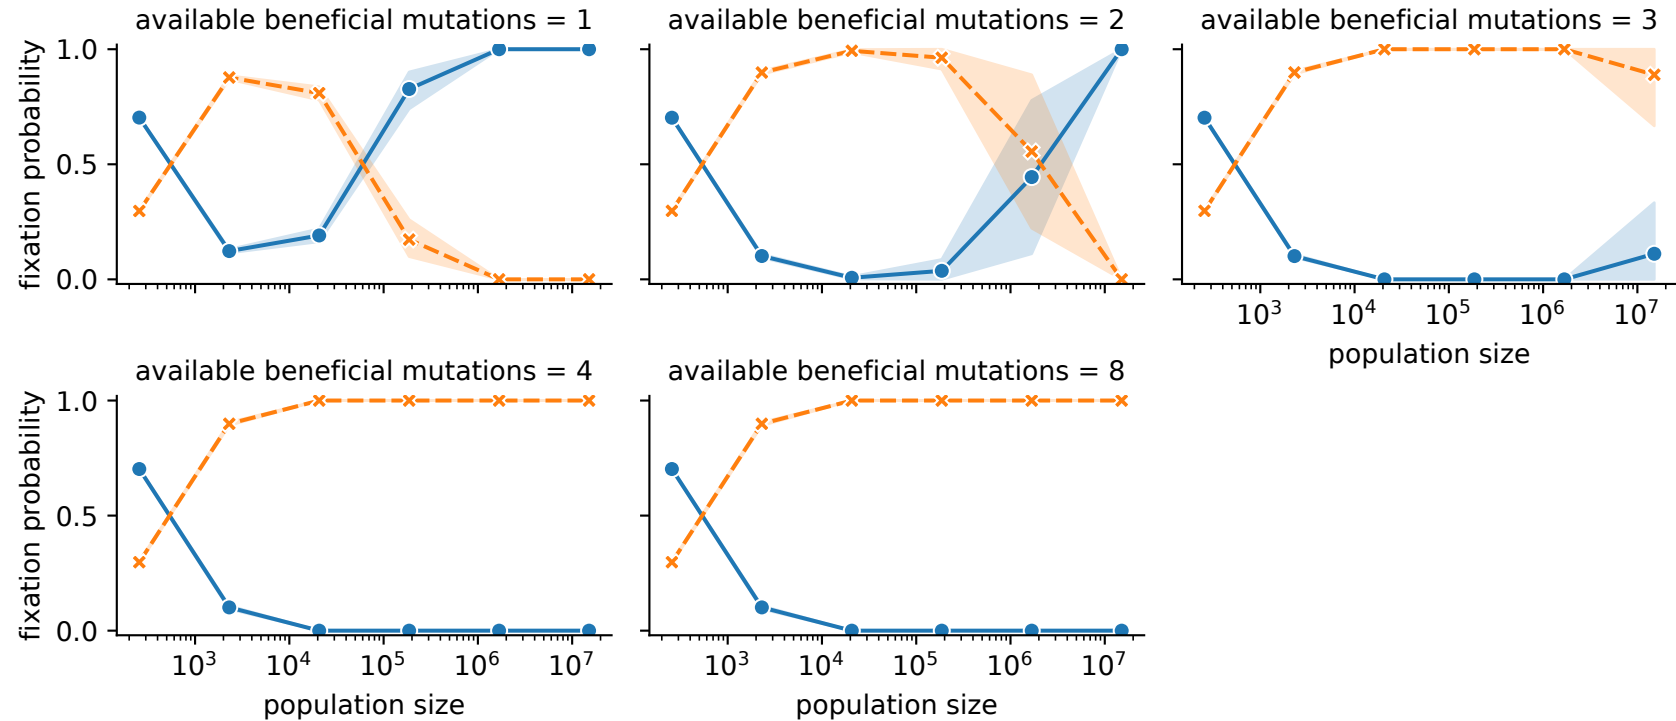 available beneficial mutations = 1
available beneficial mutations = 2
available beneficial mutations = 3
fixation probability
1.0
0.5
0.0
10³ 10⁴ 10⁵ 10⁶ 10⁷
population size
available beneficial mutations = 4
available beneficial mutations = 8
fixation probability
1.0
0.5
0.0
10³ 10⁴ 10⁵ 10⁶ 10⁷
population size
10³ 10⁴ 10⁵ 10⁶ 10⁷
population size